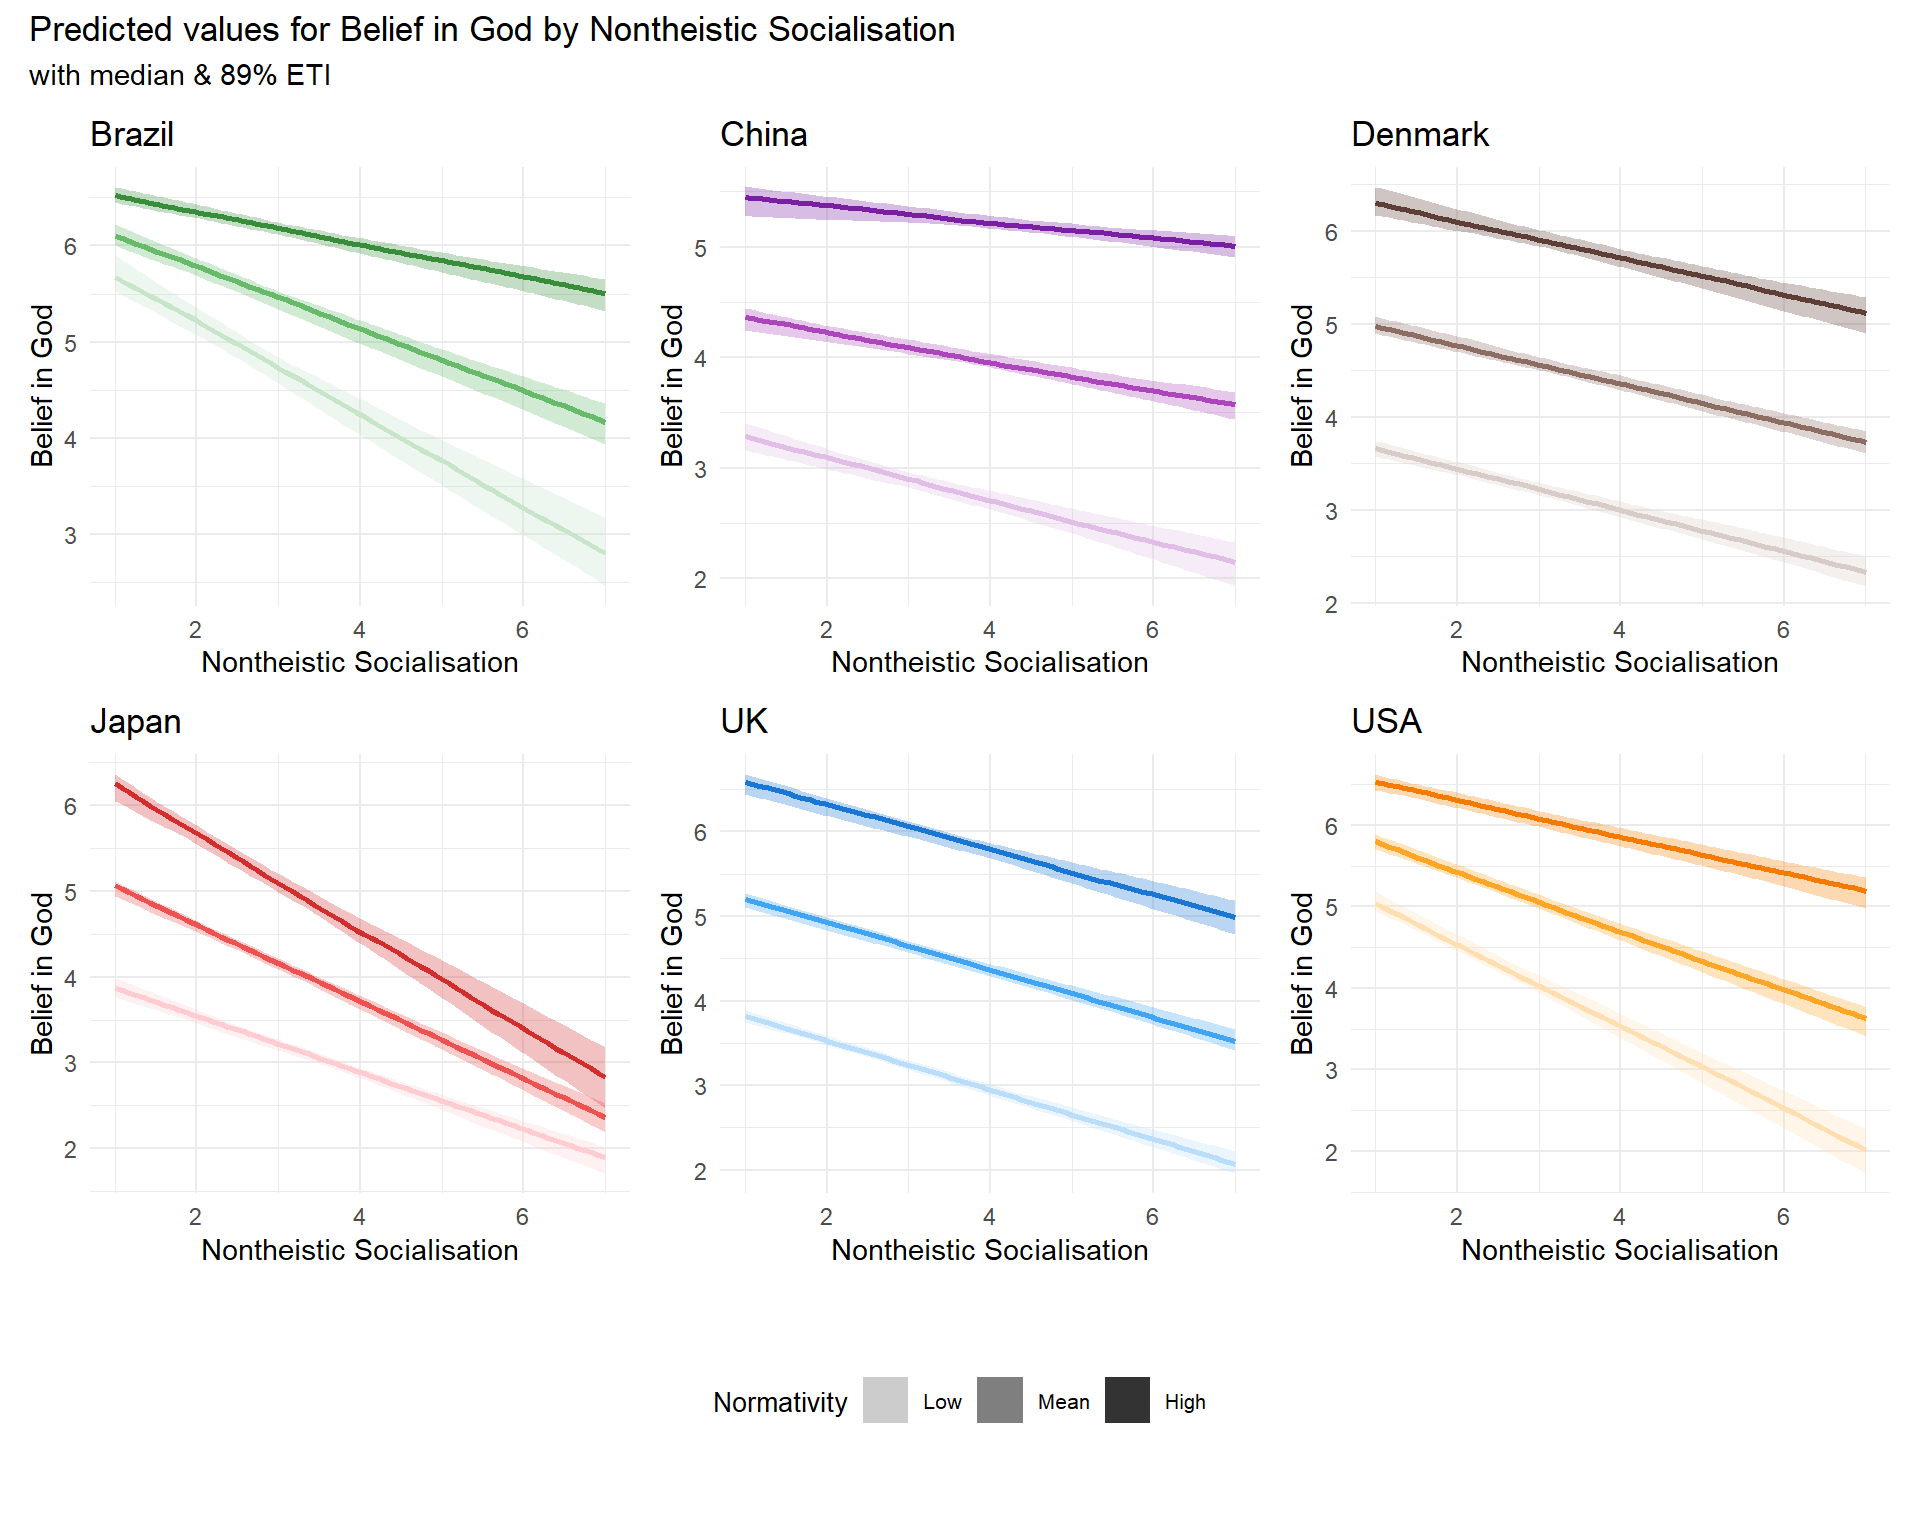 Predicted values for Belief in God by Nontheistic Socialisation
with median & 89% ETI
Brazil
Belief in God
6
5
4
3
2
4
6
Nontheistic Socialisation
China
Belief in God
5
4
3
2
2
4
6
Nontheistic Socialisation
Denmark
Belief in God
6
5
4
3
2
2
4
6
Nontheistic Socialisation
Japan
Belief in God
6
5
4
3
2
2
4
6
Nontheistic Socialisation
UK
Belief in God
6
5
4
3
2
2
4
6
Nontheistic Socialisation
USA
Belief in God
6
5
4
3
2
2
4
6
Nontheistic Socialisation
Normativity Low Mean High